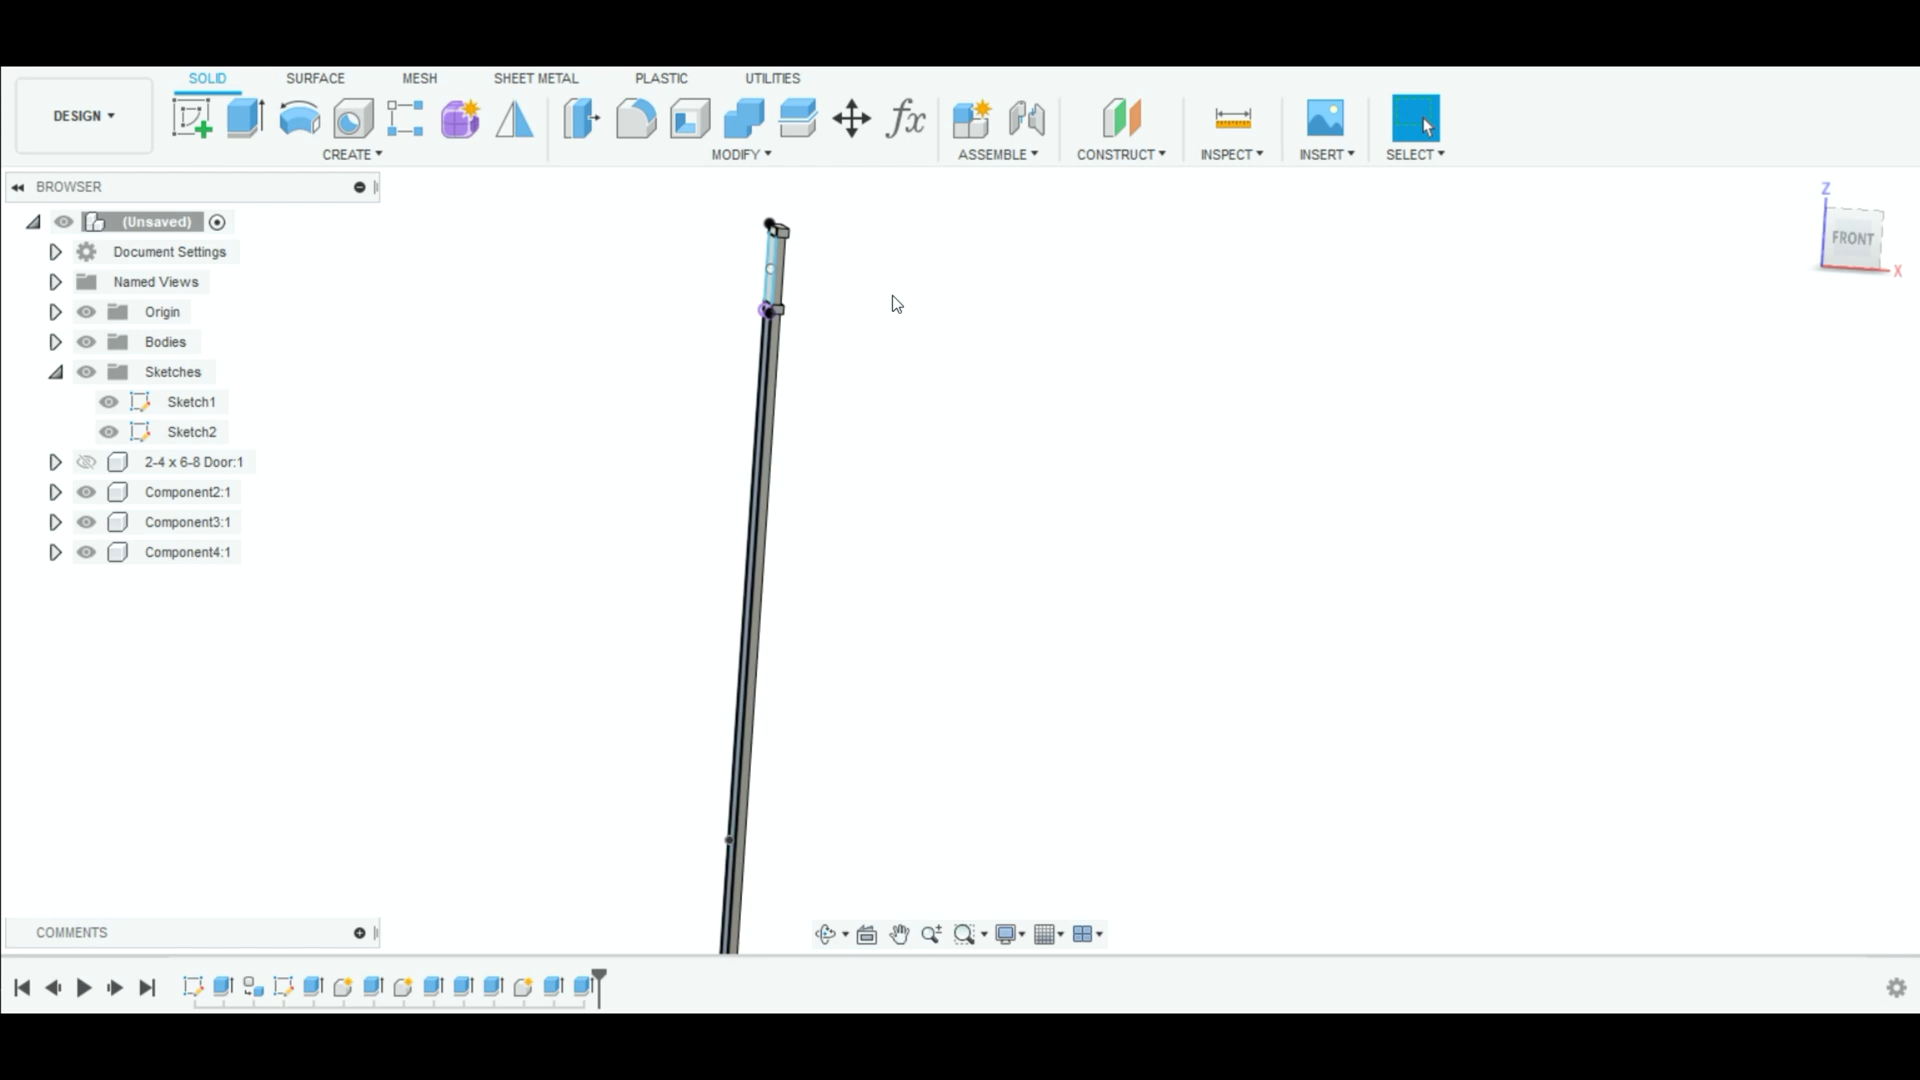 SOLID SURFACE MESH SHEET METAL PLASTIC UTILITIES
DESIGN
fx
CREATE MODIFY ASSEMBLE CONSTRUCT INSPECT INSERT SELECT
BROWSER
(Unsaved)
Document Settings
Named Views
Origin
Bodies
Sketches
Sketch1
Sketch2
2-4 x 6-8 Door:1
Component2:1
Component3:1
Component4:1
Z
FRONT
X
COMMENTS